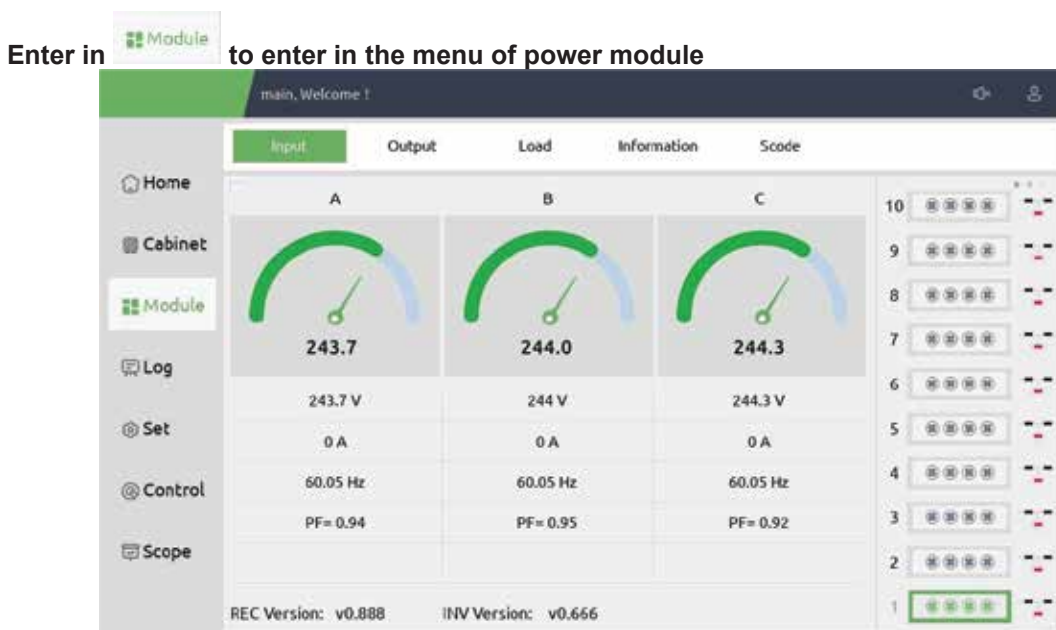 Enter in Module to enter in the menu of power module
main, Welcome !
Input Output Load Information Scode
Home
Cabinet
Module
Log
Set
Control
Scope
A B C
243.7 244.0 244.3
243.7 V 244 V 244.3 V
0 A 0 A 0 A
60.05 Hz 60.05 Hz 60.05 Hz
PF= 0.94 PF= 0.95 PF= 0.92
REC Version: v0.888 INV Version: v0.666
10 -.-
9 -.-
8 -.-
7 -.-
6 -.-
5 -.-
4 -.-
3 -.-
2 -.-
1 -.-